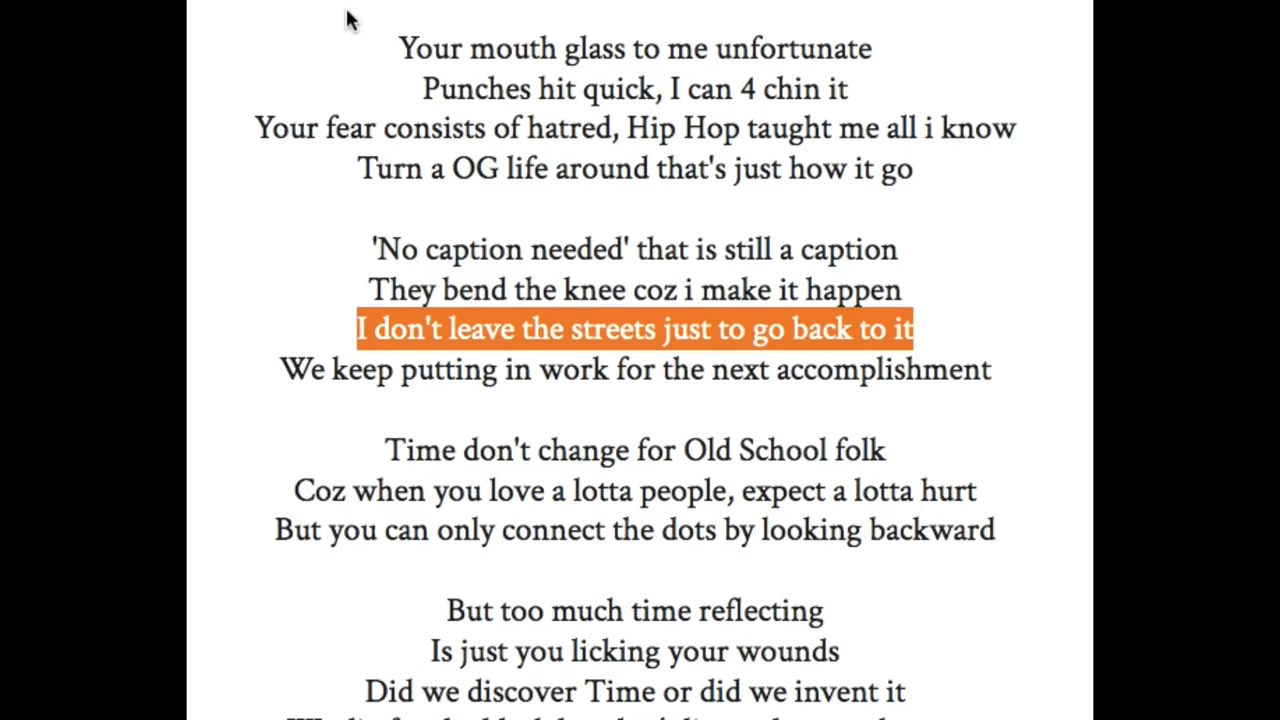 Your mouth glass to me unfortunate
Punches hit quick, I can 4 chin it
Your fear consists of hatred, Hip Hop taught me all i know
Turn a OG life around that's just how it go
'No caption needed' that is still a caption
They bend the knee coz i make it happen
I don't leave the streets just to go back to it
We keep putting in work for the next accomplishment
Time don't change for Old School folk
Coz when you love a lotta people, expect a lotta hurt
But you can only connect the dots by looking backward
But too much time reflecting
Is just you licking your wounds
Did we discover Time or did we invent it